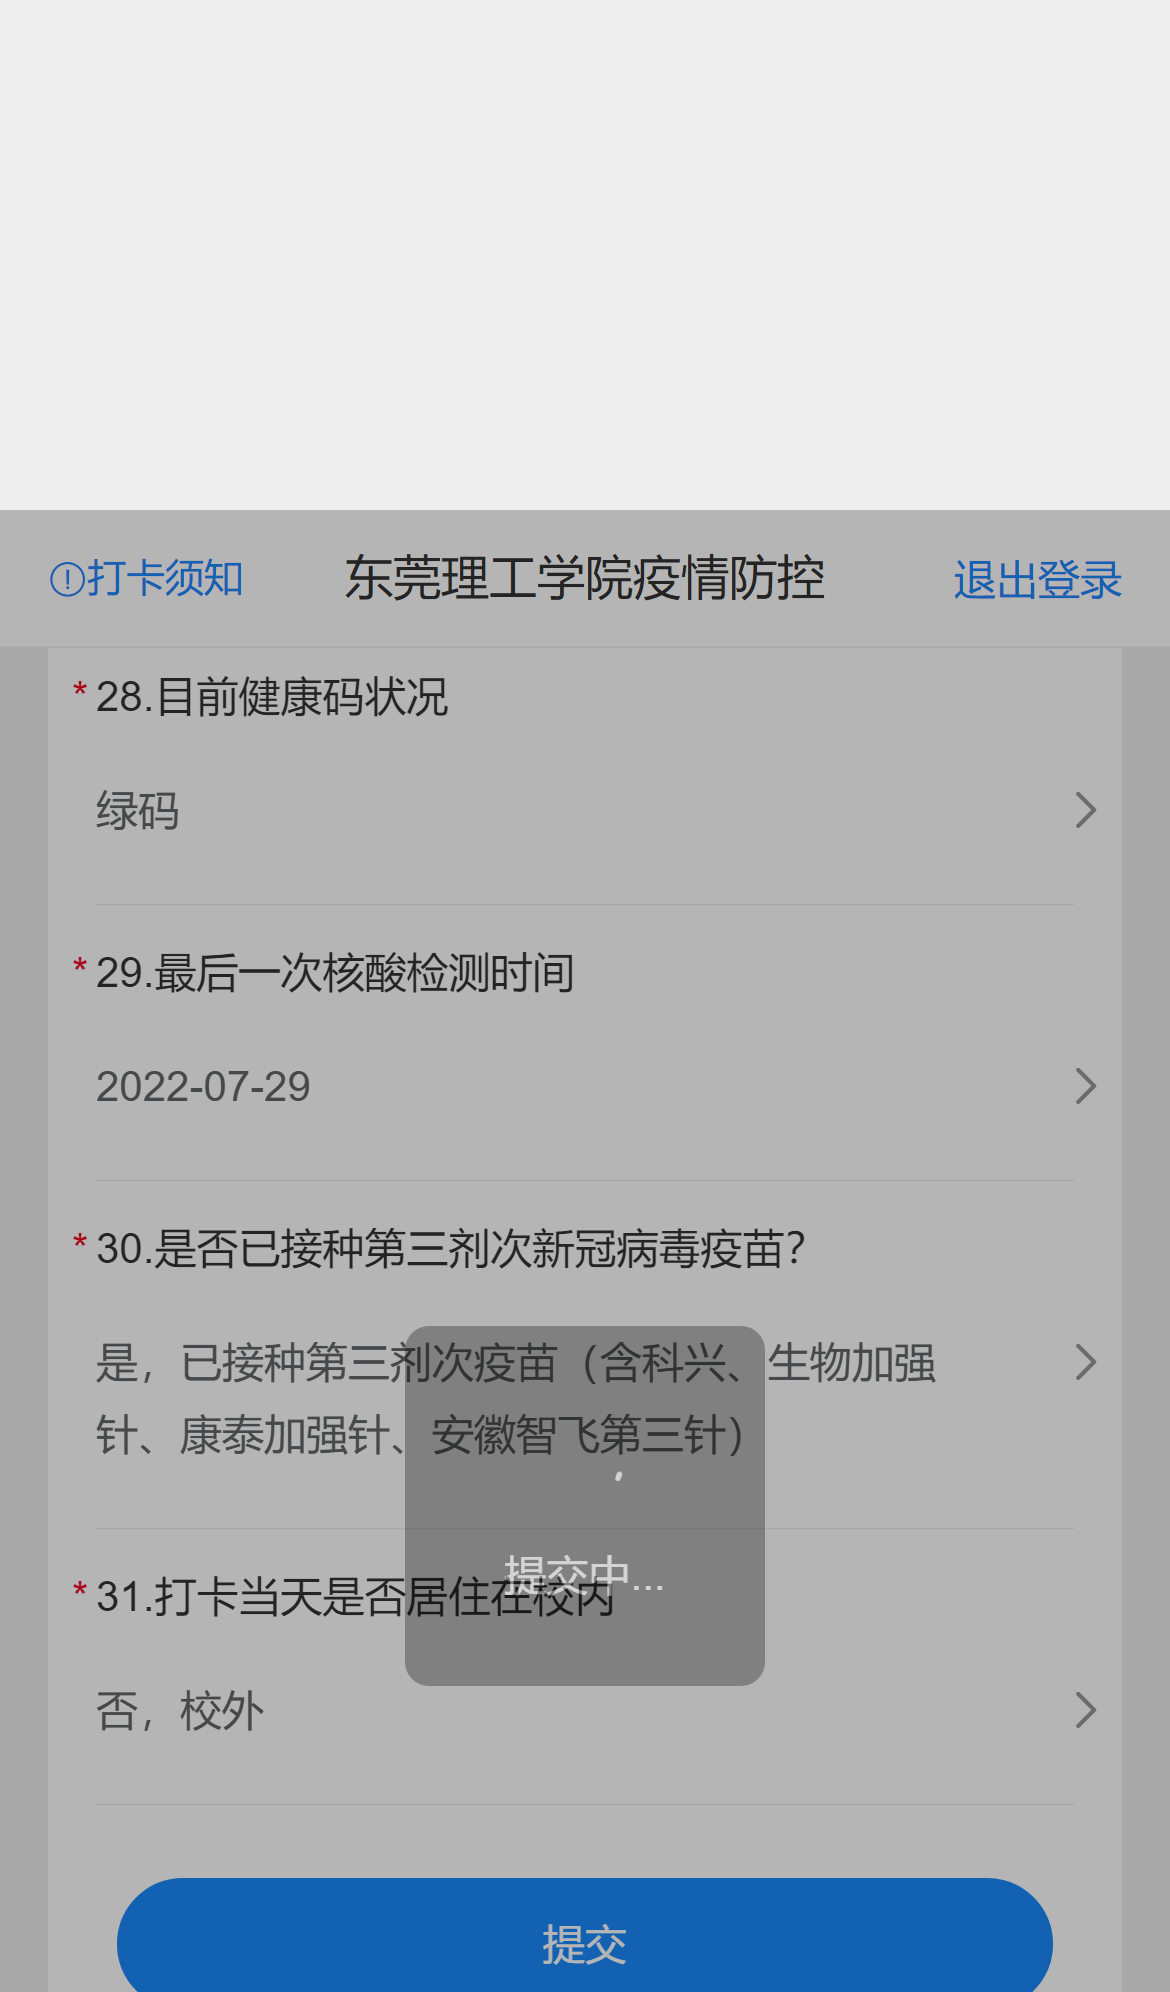 打卡须知 东莞理工学院疫情防控 退出登录
* 28.目前健康码状况
绿码
* 29.最后一次核酸检测时间
2022-07-29
* 30.是否已接种第三剂次新冠病毒疫苗?
是，已接种第三剂次疫苗（含科兴、生物加强
针、康泰加强针、安徽智飞第三针）
提交中...
* 31.打卡当天是否居住在校内
否，校外
提交